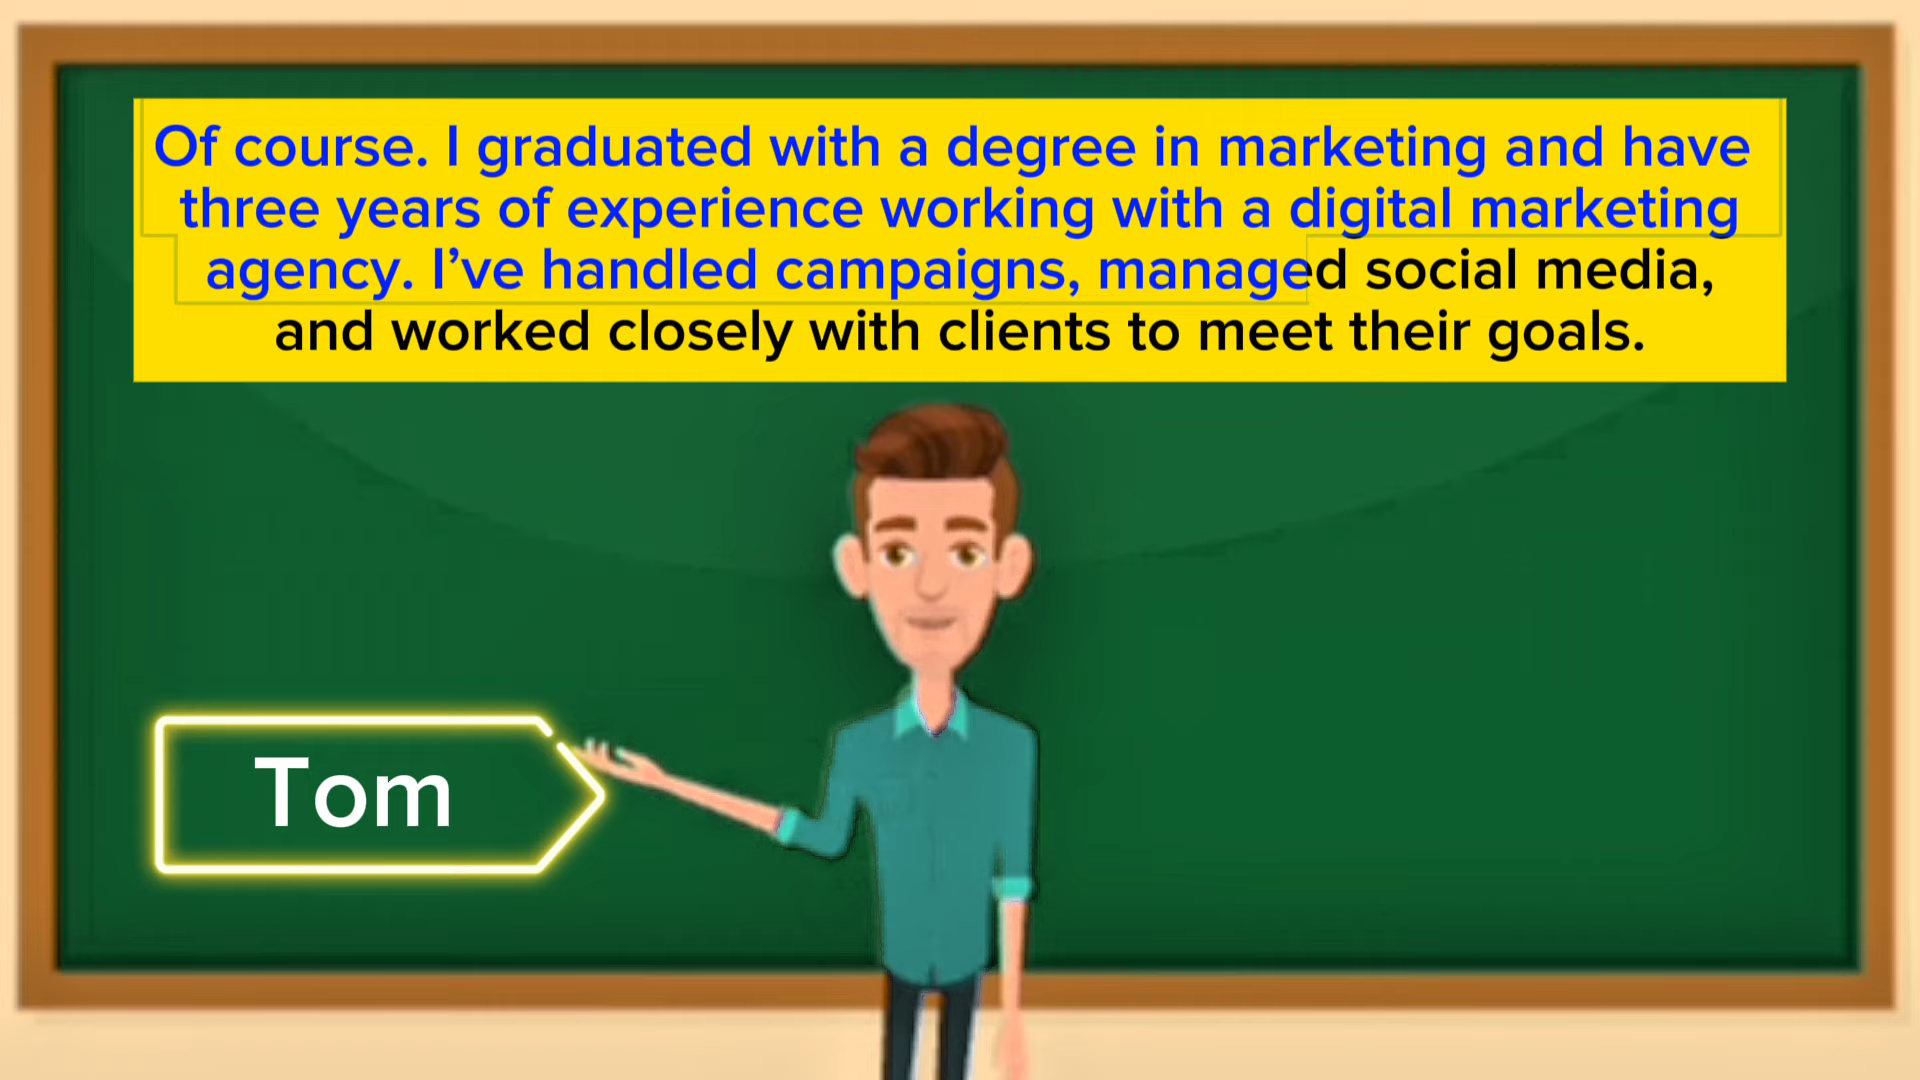 Of course. I graduated with a degree in marketing and have
three years of experience working with a digital marketing
agency. I’ve handled campaigns, managed social media,
and worked closely with clients to meet their goals.
Tom